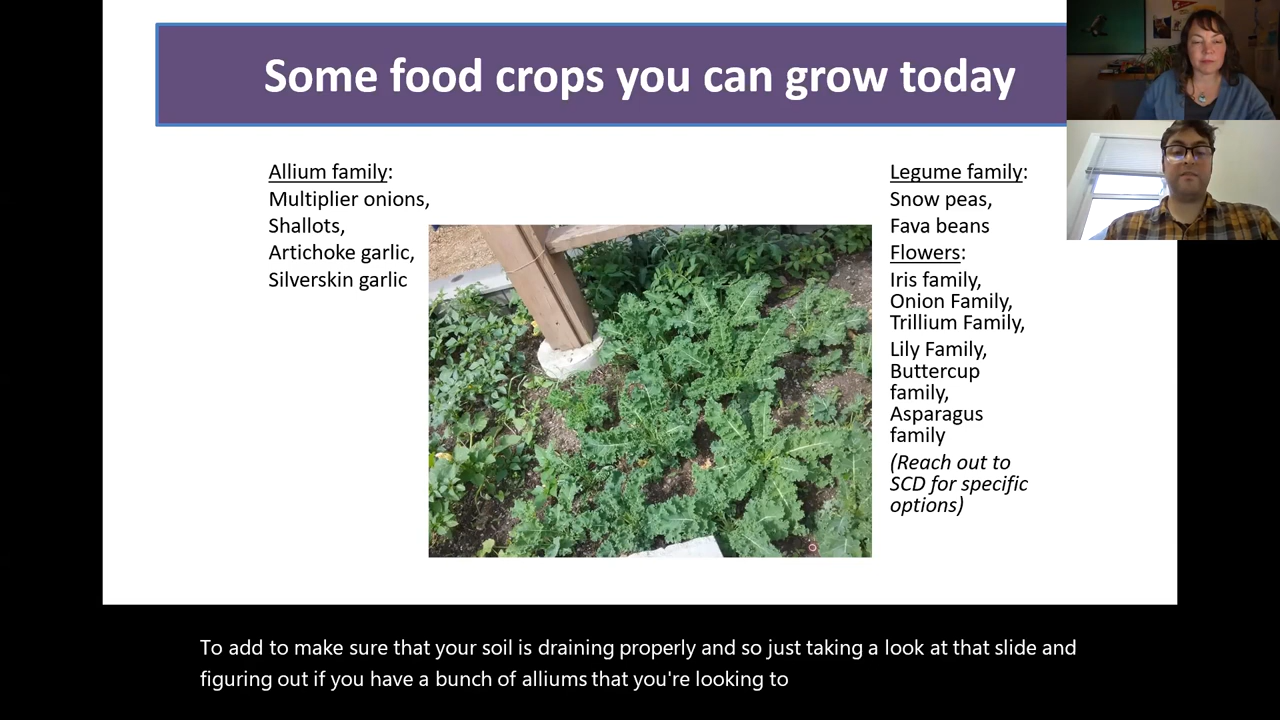 Some food crops you can grow today
Allium family:
Multiplier onions,
Shallots,
Artichoke garlic,
Silverskin garlic
Legume family:
Snow peas,
Fava beans
Flowers:
Iris family,
Onion Family,
Trillium Family,
Lily Family,
Buttercup
family,
Asparagus
family
(Reach out to
SCD for specific
options)
To add to make sure that your soil is draining properly and so just taking a look at that slide and
figuring out if you have a bunch of alliums that you're looking to